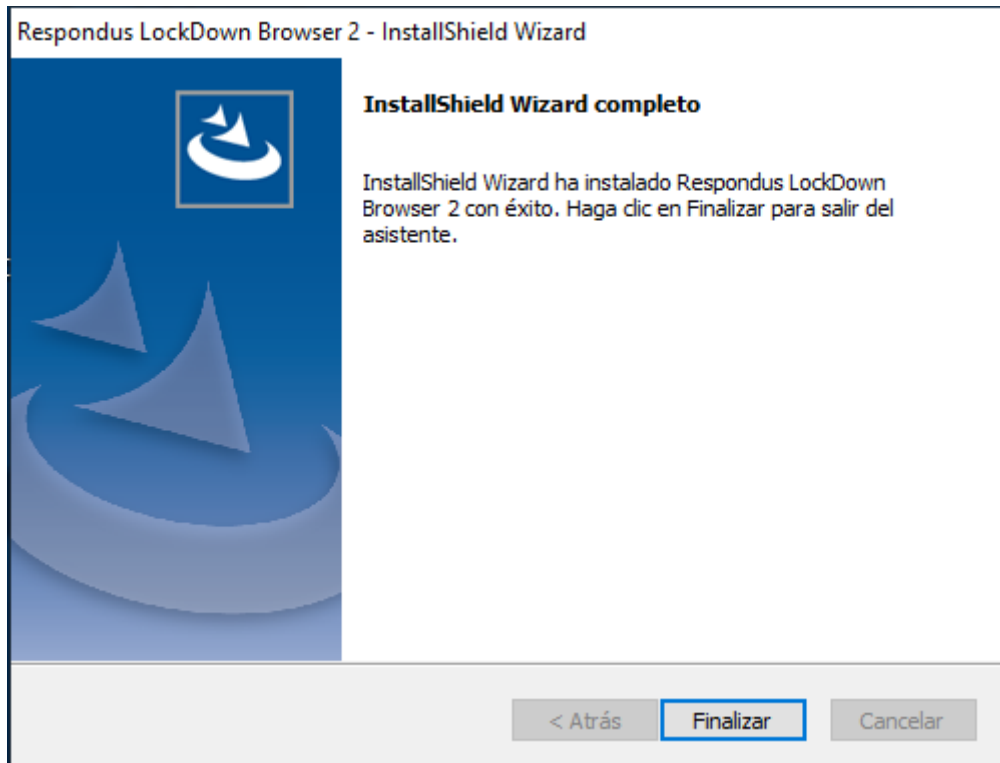 Respondus LockDown Browser 2 - InstallShield Wizard
InstallShield Wizard completo
InstallShield Wizard ha instalado Respondus LockDown
Browser 2 con éxito. Haga clic en Finalizar para salir del
asistente.
< Atrás
Finalizar
Cancelar